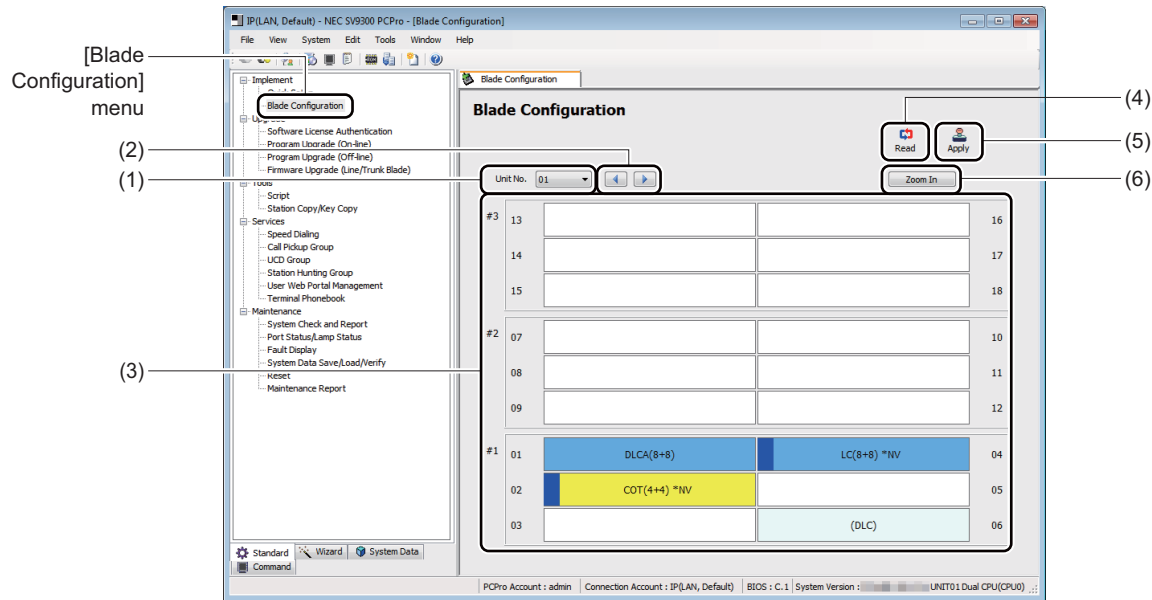 IP(LAN, Default) - NEC SV9300 PCPro - [Blade Configuration]
File View System Edit Tools Window Help
[Blade
Configuration]
menu
Implement
Blade Configuration
Software License Authentication
Program Upgrade (On-line)
Program Upgrade (Off-line)
Firmware Upgrade (Line/Trunk Blade)
Tools
Script
Station Copy/Key Copy
Services
Speed Dialing
Call Pickup Group
UCD Group
Station Hunting Group
User Web Portal Management
Terminal Phonebook
Maintenance
System Check and Report
Port Status/Lamp Status
Fault Display
System Data Save/Load/Verify
Reset
Maintenance Report
Standard Wizard System Data
Command
(2)
(1)
(3)
Blade Configuration
Blade Configuration
Read Apply
Unit No. 01 Zoom In
#3 13 16
14 17
15 18
#2 07 10
08 11
09 12
#1 01 DLCA(8+8) LC(8+8) *NV 04
02 COT(4+4) *NV 05
03 (DLC) 06
(4)
(5)
(6)
PCPro Account : admin Connection Account : IP(LAN, Default) BIOS : C.1 System Version : UNIT01 Dual CPU(CPU0)